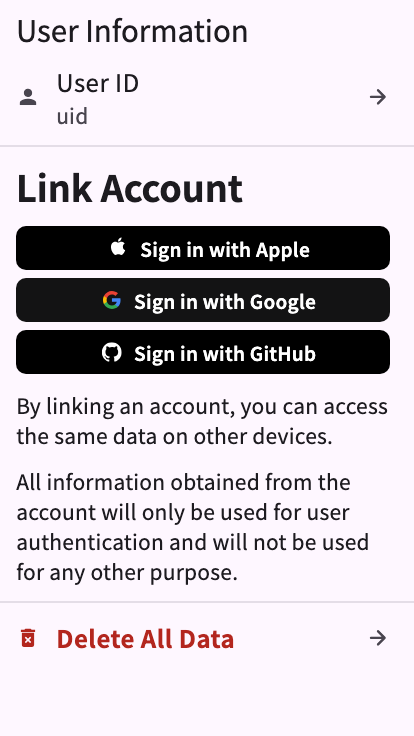 User Information
User ID
uid
Link Account
Sign in with Apple
Sign in with Google
Sign in with GitHub
By linking an account, you can access
the same data on other devices.
All information obtained from the
account will only be used for user
authentication and will not be used
for any other purpose.
Delete All Data